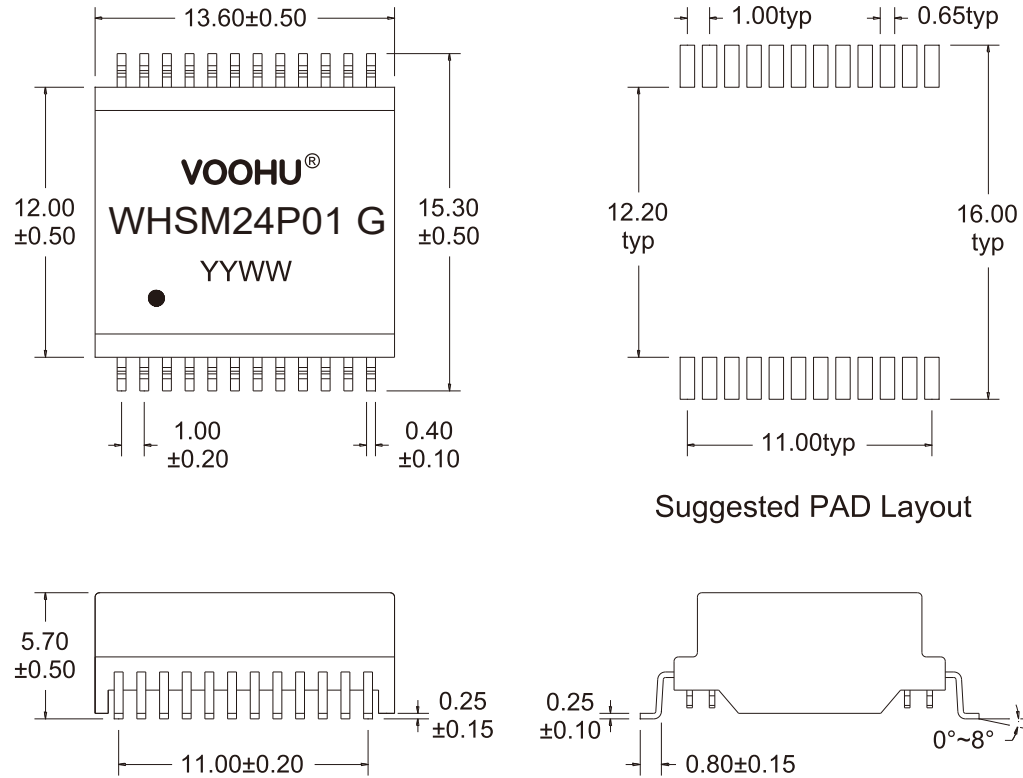 13.60±0.50
1.00typ
0.65typ
VOOHU®
WHSM24P01 G
YYWW
12.00
±0.50
15.30
±0.50
12.20
typ
16.00
typ
1.00
±0.20
0.40
±0.10
11.00typ
Suggested PAD Layout
5.70
±0.50
0.25
±0.15
11.00±0.20
0.25
±0.10
0.80±0.15
0°~8°